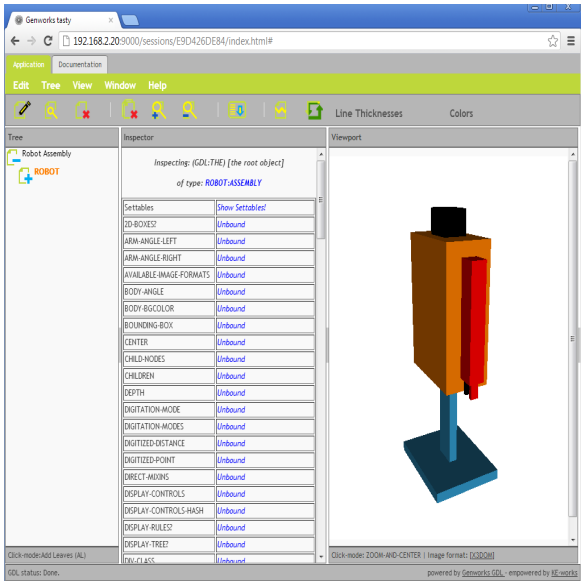 Genworks tasty
192.168.2.20:9000/sessions/E9D426DE84/index.html#
Application Documentation
Edit Tree View Window Help
Line Thicknesses Colors
Tree
Robot Assembly
ROBOT
Inspector
Inspecting: (GDL:THE) [the root object]
of type: ROBOT:ASSEMBLY
Settables Show Settables!
2D-BOXES? Unbound
ARM-ANGLE-LEFT Unbound
ARM-ANGLE-RIGHT Unbound
AVAILABLE-IMAGE-FORMATS Unbound
BODY-ANGLE Unbound
BODY-BGCOLOR Unbound
BOUNDING-BOX Unbound
CENTER Unbound
CHILD-NODES Unbound
CHILDREN Unbound
DEPTH Unbound
DIGITATION-MODE Unbound
DIGITATION-MODES Unbound
DIGITIZED-DISTANCE Unbound
DIGITIZED-POINT Unbound
DIRECT-MIXINS Unbound
DISPLAY-CONTROLS Unbound
DISPLAY-CONTROLS-HASH Unbound
DISPLAY-RULES? Unbound
DISPLAY-TREE? Unbound
DIV-CLASS Unbound
Viewport
Click-mode:Add Leaves (AL)
Click-mode: ZOOM-AND-CENTER | Image format: [X3DOM]
GDL status: Done.
powered by Genworks GDL - empowered by KE-works